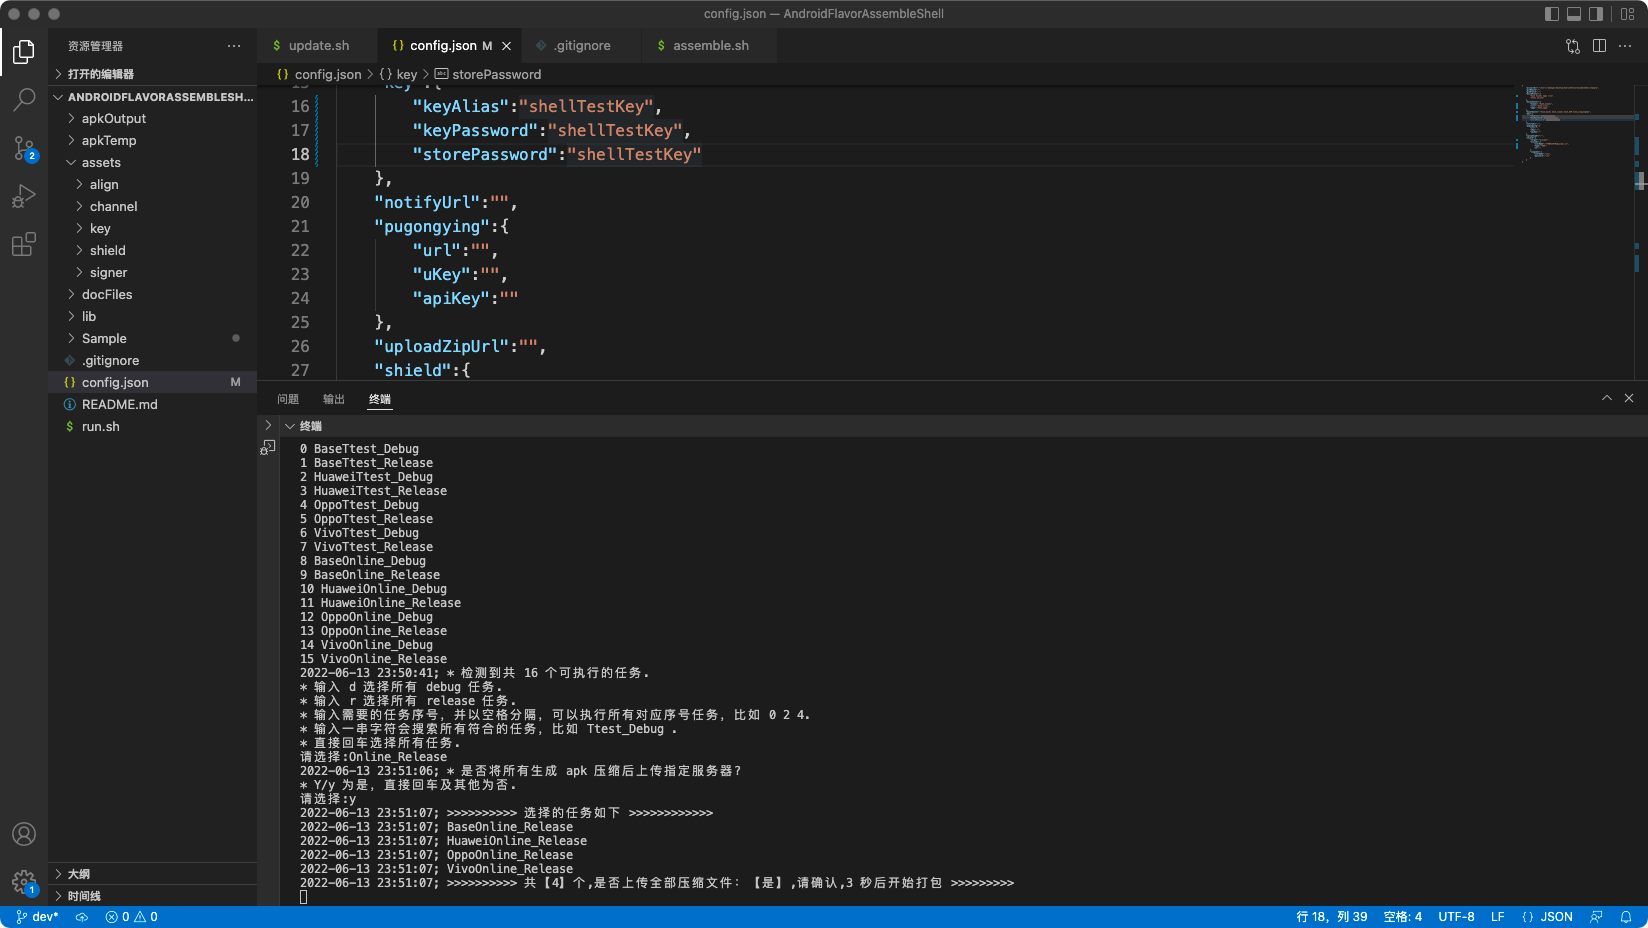 config.json — AndroidFlavorAssembleShell
资源管理器
$ update.sh
{} config.json M
.gitignore
$ assemble.sh
打开的编辑器
{} config.json > {} key > storePassword
ANDROIDFLAVORASSEMBLESH...
apkOutput
apkTemp
assets
align
channel
key
shield
signer
docFiles
lib
Sample
.gitignore
{} config.json M
README.md
$ run.sh
大纲
时间线
2
1
15 "key":{
16 "keyAlias":"shellTestKey",
17 "keyPassword":"shellTestKey",
18 "storePassword":"shellTestKey"
19 },
20 "notifyUrl":"",
21 "pugongying":{
22 "url":"",
23 "uKey":"",
24 "apiKey":""
25 },
26 "uploadZipUrl":"",
27 "shield":{
问题 输出 终端
终端
0 BaseTtest_Debug
1 BaseTtest_Release
2 HuaweiTtest_Debug
3 HuaweiTtest_Release
4 OppoTtest_Debug
5 OppoTtest_Release
6 VivoTtest_Debug
7 VivoTtest_Release
8 BaseOnline_Debug
9 BaseOnline_Release
10 HuaweiOnline_Debug
11 HuaweiOnline_Release
12 OppoOnline_Debug
13 OppoOnline_Release
14 VivoOnline_Debug
15 VivoOnline_Release
2022-06-13 23:50:41; * 检测到共 16 个可执行的任务.
* 输入 d 选择所有 debug 任务.
* 输入 r 选择所有 release 任务.
* 输入需要的任务序号，并以空格分隔，可以执行所有对应序号任务，比如 0 2 4.
* 输入一串字符会搜索所有符合的任务，比如 Ttest_Debug .
* 直接回车选择所有任务.
请选择:Online_Release
2022-06-13 23:51:06; * 是否将所有生成 apk 压缩后上传指定服务器?
* Y/y 为是，直接回车及其他为否.
请选择:y
2022-06-13 23:51:07; >>>>>>>>>> 选择的任务如下 >>>>>>>>>>>>
2022-06-13 23:51:07; BaseOnline_Release
2022-06-13 23:51:07; HuaweiOnline_Release
2022-06-13 23:51:07; OppoOnline_Release
2022-06-13 23:51:07; VivoOnline_Release
2022-06-13 23:51:07; >>>>>>>>>> 共【4】个,是否上传全部压缩文件：【是】,请确认,3 秒后开始打包 >>>>>>>>>
dev* 0 0
行 18，列 39 空格: 4 UTF-8 LF {} JSON